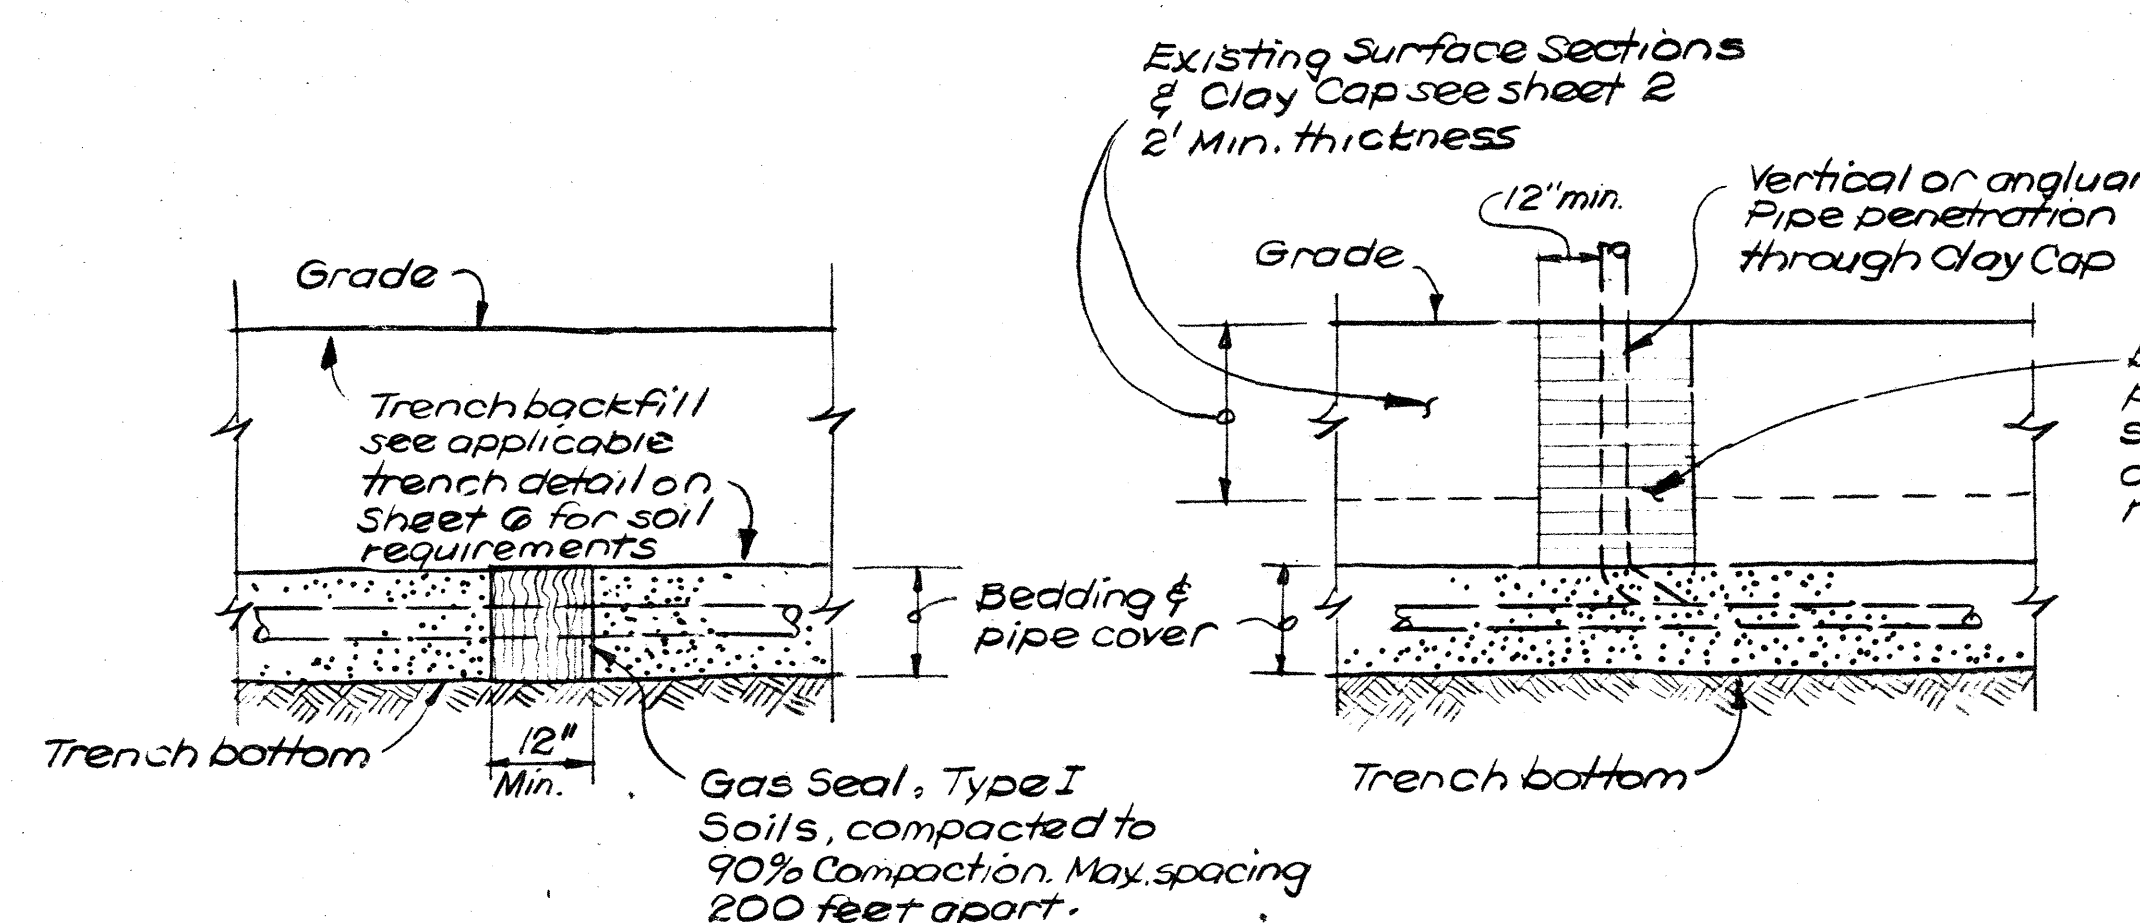 Existing Surface Sections
& Clay Cap see sheet 2
2' Min. thickness
12" min.
Vertical or angluar
Pipe penetration
through Clay Cap
Grade
Grade
Trench backfill
see applicable
trench detail on
Sheet 6 for soil
requirements
Bedding &
pipe cover
Trench bottom
12"
Min.
Trench bottom
Gas Seal, Type I
Soils, compacted to
90% Compaction. Max. spacing
200 feet apart.